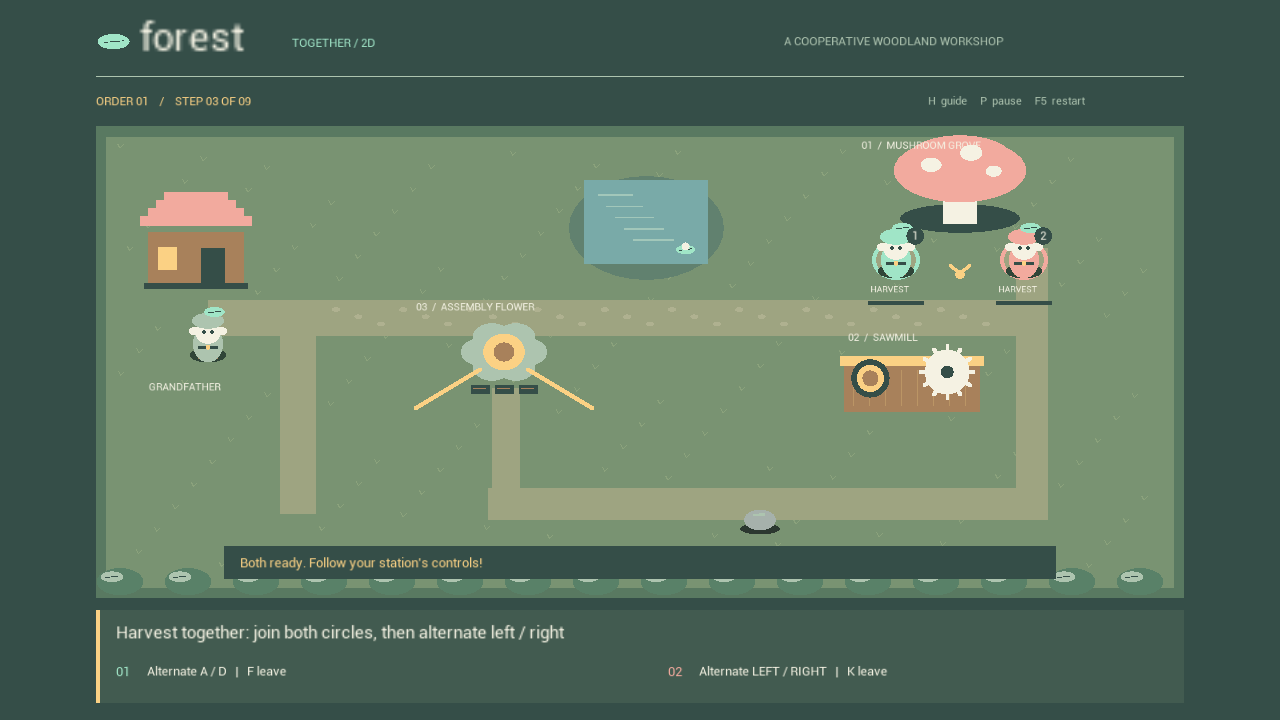 forest
TOGETHER / 2D
A COOPERATIVE WOODLAND WORKSHOP
ORDER 01 / STEP 03 OF 09
H guide P pause F5 restart
01 / MUSHROOM GROVE
1
2
HARVEST
HARVEST
03 / ASSEMBLY FLOWER
02 / SAWMILL
GRANDFATHER
Both ready. Follow your station's controls!
Harvest together: join both circles, then alternate left / right
01 Alternate A / D | F leave
02 Alternate LEFT / RIGHT | K leave